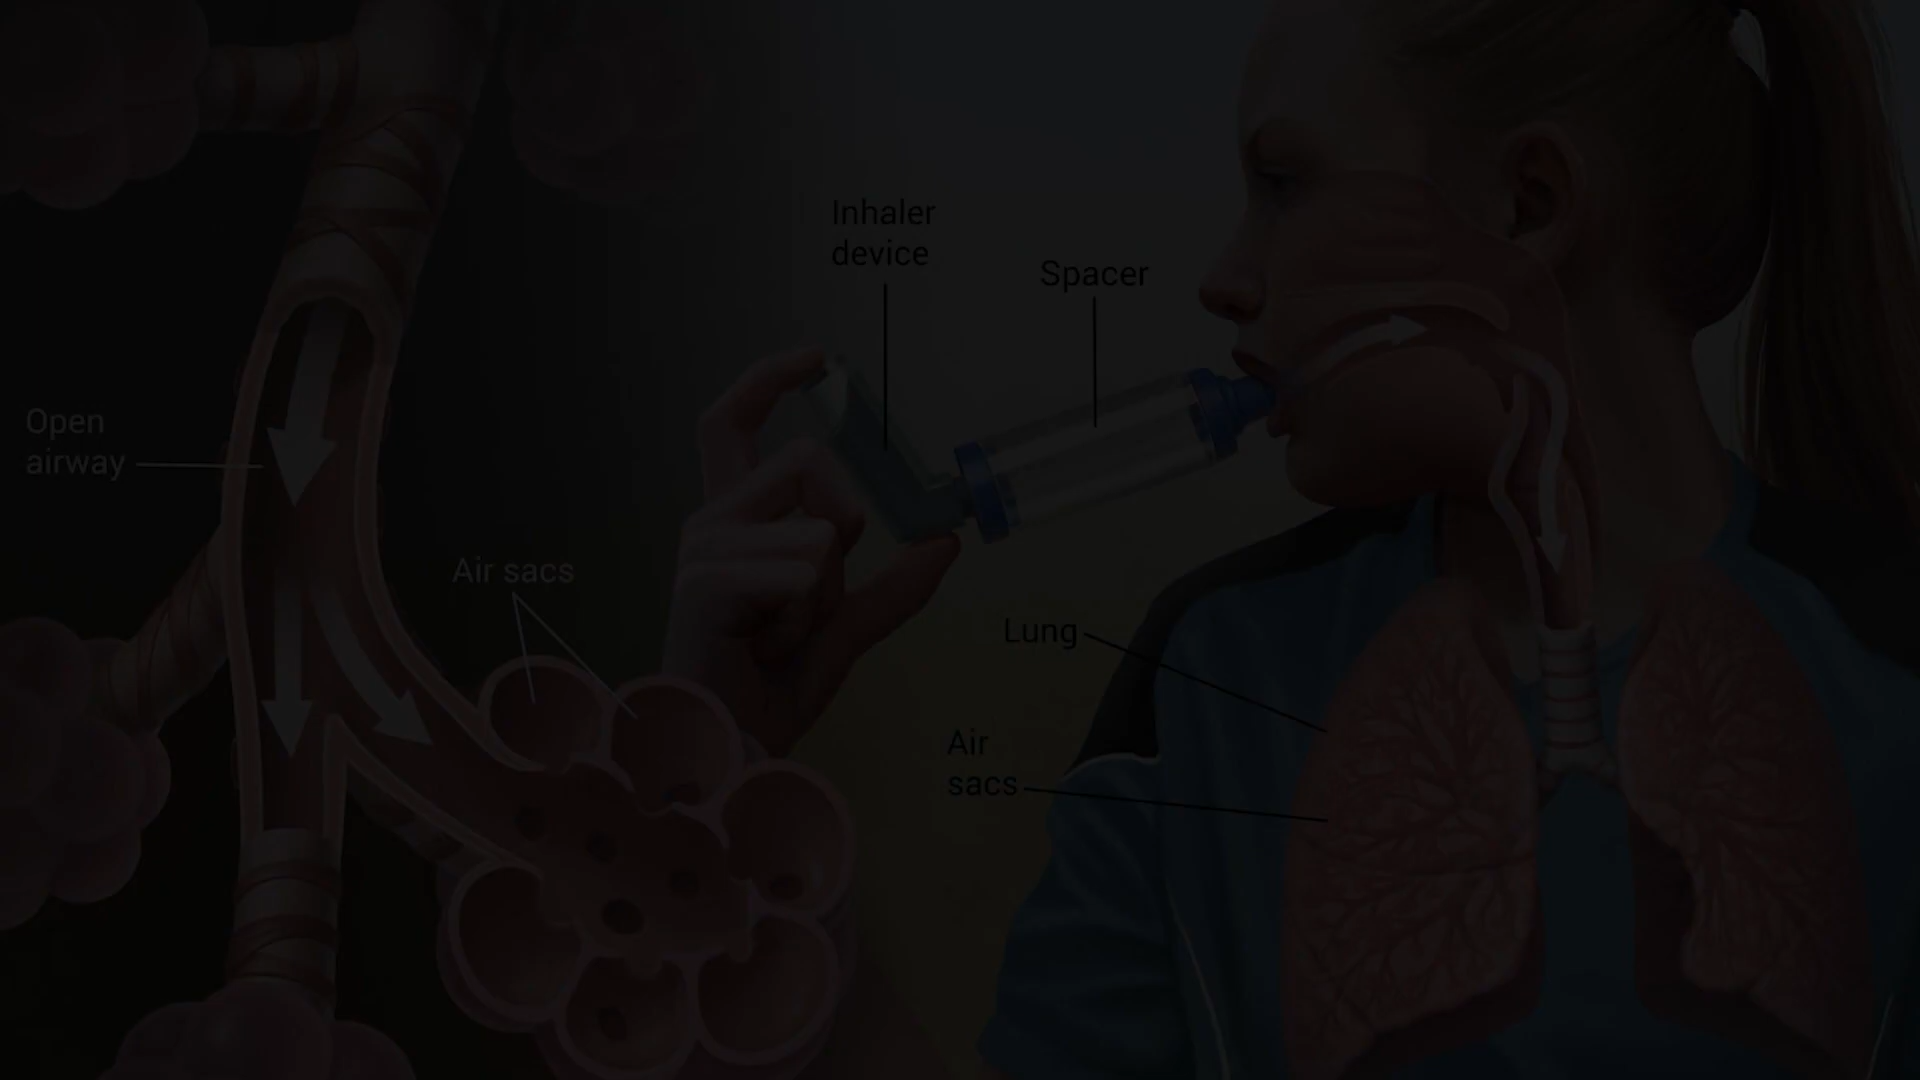 Inhaler
device
Spacer
Open
airway
Air sacs
Lung
Air
sacs